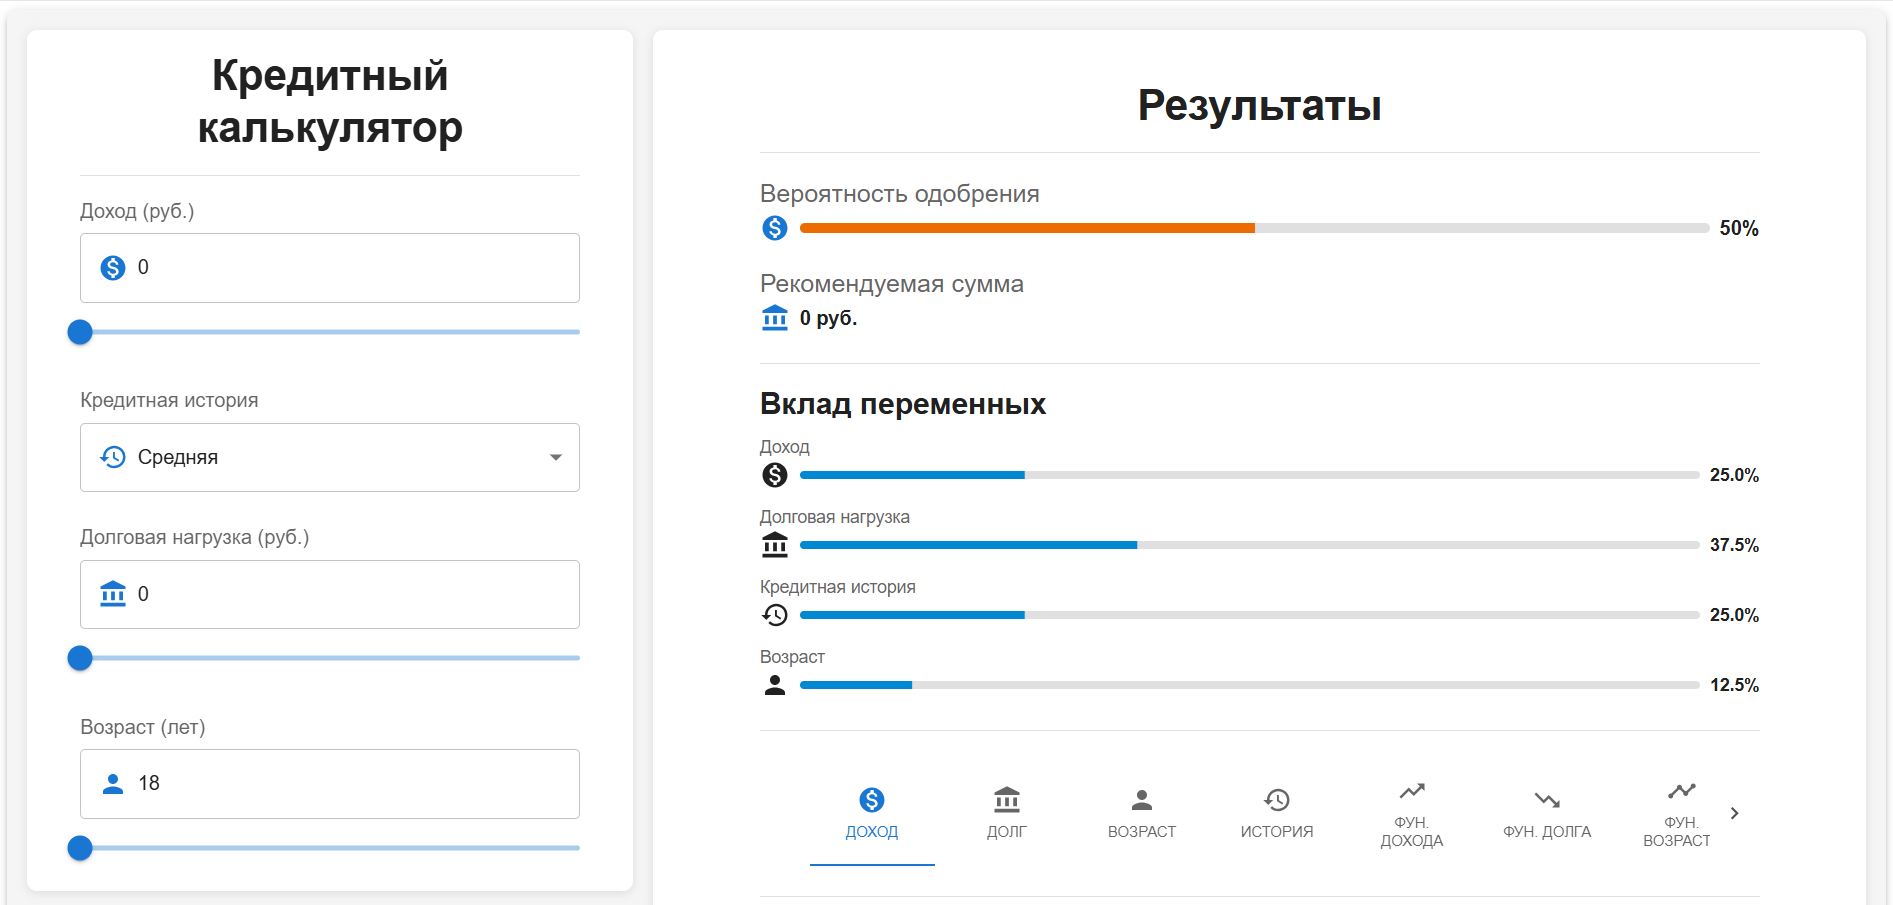 Кредитный
калькулятор
Доход (руб.)
0
Кредитная история
Средняя
Долговая нагрузка (руб.)
0
Возраст (лет)
18
Результаты
Вероятность одобрения
50%
Рекомендуемая сумма
0 руб.
Вклад переменных
Доход
25.0%
Долговая нагрузка
37.5%
Кредитная история
25.0%
Возраст
12.5%
ДОХОД
ДОЛГ
ВОЗРАСТ
ИСТОРИЯ
ФУН.
ДОХОДА
ФУН. ДОЛГА
ФУН.
ВОЗРАСТ